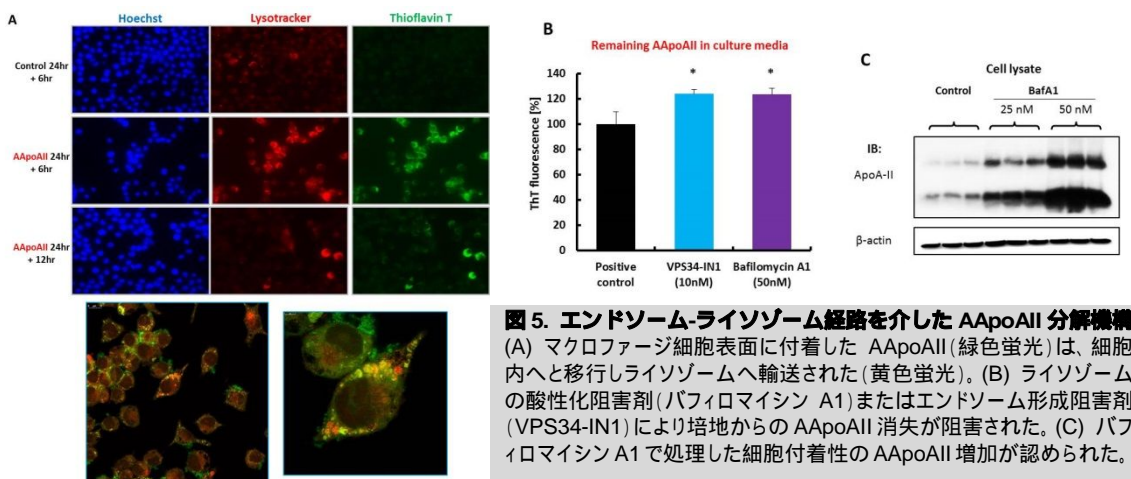 A
Hoechst
Lysotracker
Thioflavin T
Control 24hr
+ 6hr
AApoAII 24hr
+ 6hr
AApoAII 24hr
+ 12hr
B
Remaining AApoAII in culture media
ThT fluorescence [%]
140
120
100
80
60
40
20
0
*
*
Positive
control
VPS34-IN1
(10nM)
Bafilomycin A1
(50nM)
C
Cell lysate
Control
BafA1
25 nM
50 nM
IB:
ApoA-II
β-actin
図 5. エンドソーム-ライソゾーム経路を介した AApoAII 分解機構
(A) マクロファージ細胞表面に付着した AApoAII(緑色蛍光)は、細胞
内へと移行しライソゾームへ輸送された(黄色蛍光)。(B) ライソゾーム
の酸性化阻害剤(バフィロマイシン A1)またはエンドソーム形成阻害剤
(VPS34-IN1)により培地からの AApoAII 消失が阻害された。(C) バフ
ィロマイシン A1 で処理した細胞付着性の AApoAII 増加が認められた。